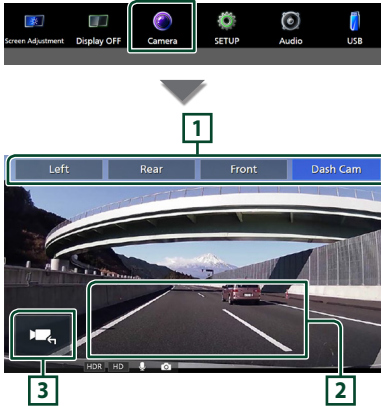 Screen Adjustment Display OFF Camera SETUP Audio USB
1
Left Rear Front Dash Cam
HDR HD
3 2